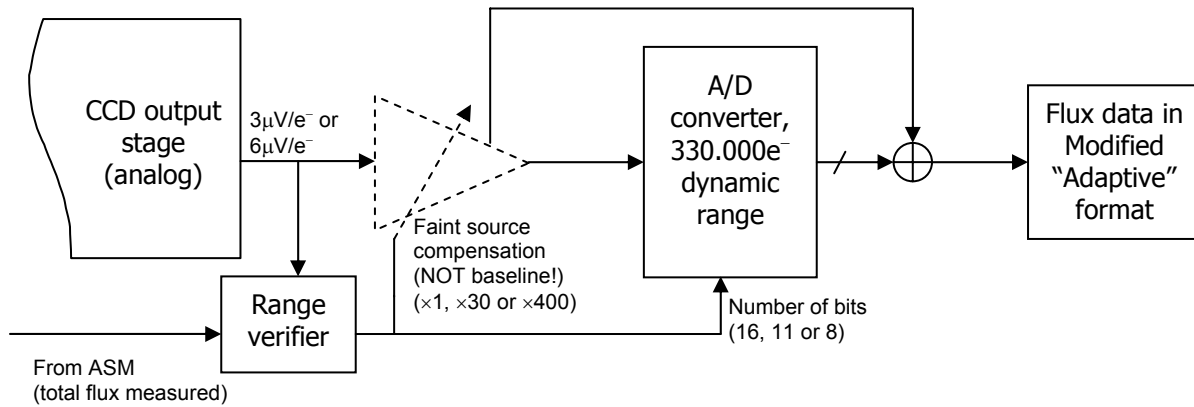 CCD output
stage
(analog)
3μV/e⁻ or
6μV/e⁻
Faint source
compensation
(NOT baseline!)
(×1, ×30 or ×400)
A/D
converter,
330.000e⁻
dynamic
range
Flux data in
Modified
“Adaptive”
format
Range
verifier
Number of bits
(16, 11 or 8)
From ASM
(total flux measured)